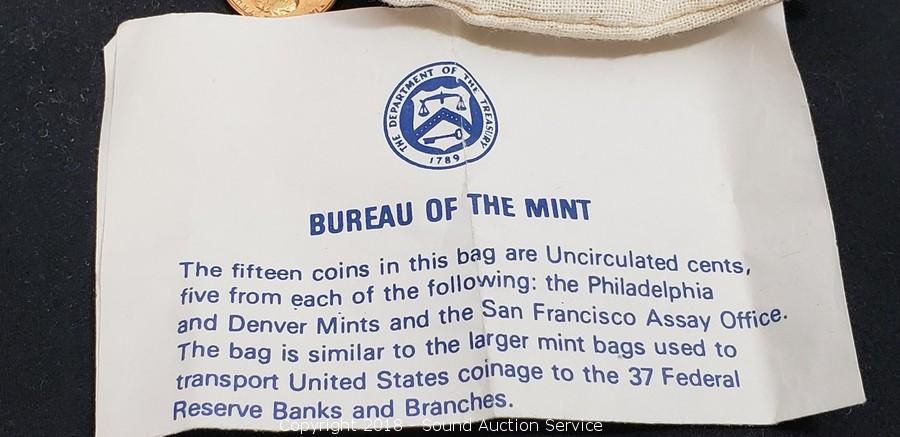 THE DEPARTMENT OF THE TREASURY
1789
BUREAU OF THE MINT
The fifteen coins in this bag are Uncirculated cents,
five from each of the following: the Philadelphia
and Denver Mints and the San Francisco Assay Office.
The bag is similar to the larger mint bags used to
transport United States coinage to the 37 Federal
Reserve Banks and Branches.
Copyright 2018 - Sound Auction Service